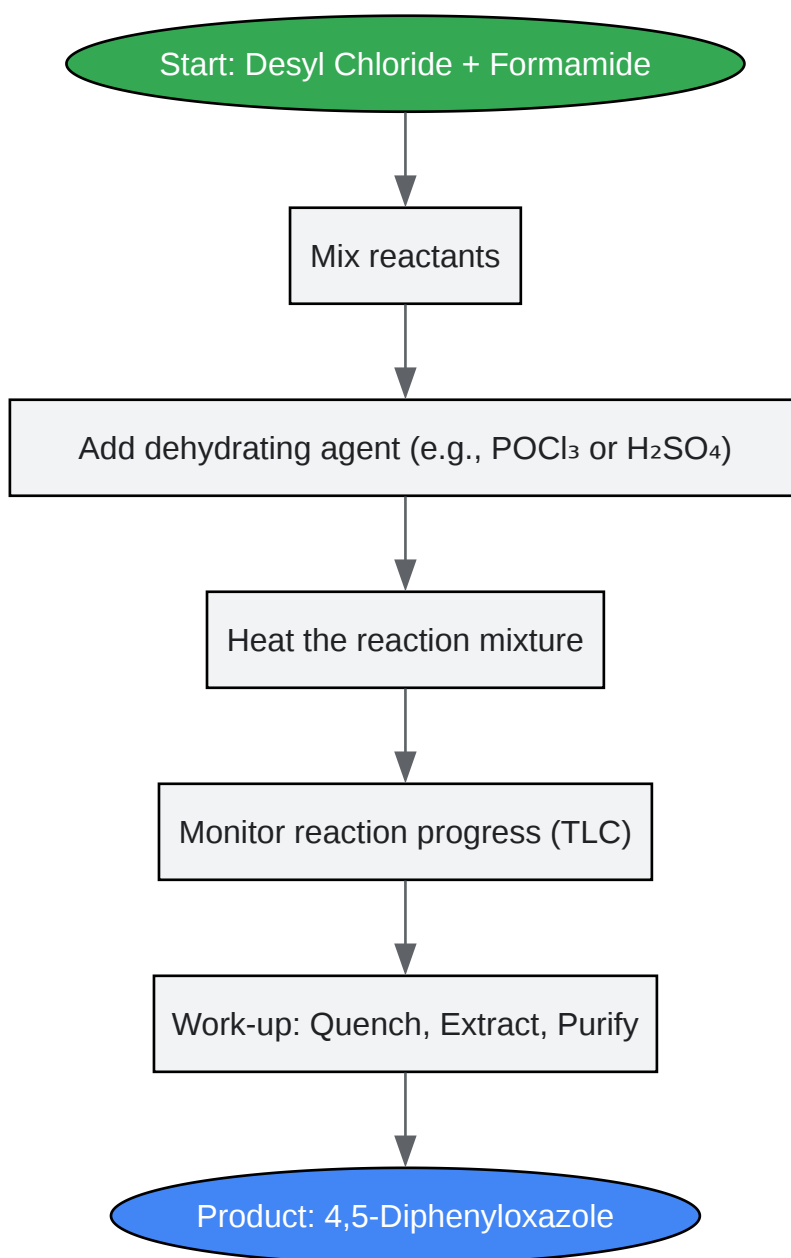 Start: Desyl Chloride + Formamide
Mix reactants
Add dehydrating agent (e.g., POCl₃ or H₂SO₄)
Heat the reaction mixture
Monitor reaction progress (TLC)
Work-up: Quench, Extract, Purify
Product: 4,5-Diphenyloxazole